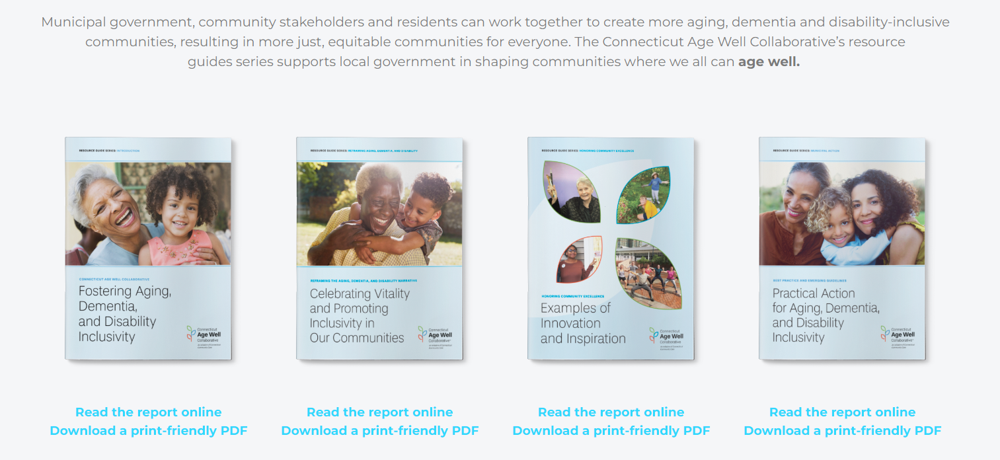 Municipal government, community stakeholders and residents can work together to create more aging, dementia and disability-inclusive
communities, resulting in more just, equitable communities for everyone. The Connecticut Age Well Collaborative’s resource
guides series supports local government in shaping communities where we all can age well.
RESOURCE GUIDE SERIES: INTRODUCTION
CONNECTICUT AGE WELL COLLABORATIVE
Fostering Aging,
Dementia,
and Disability
Inclusivity
Connecticut
Age Well
Collaborative
RESOURCE GUIDE SERIES: REFRAMING AGING, DEMENTIA, AND DISABILITY
REFRAMING THE AGING, DEMENTIA, AND DISABILITY NARRATIVE
Celebrating Vitality
and Promoting
Inclusivity in
Our Communities
Connecticut
Age Well
Collaborative
RESOURCE GUIDE SERIES: HONORING COMMUNITY EXCELLENCE
HONORING COMMUNITY EXCELLENCE
Examples of
Innovation
and Inspiration
Connecticut
Age Well
Collaborative
RESOURCE GUIDE SERIES: MUNICIPAL ACTION
BEST PRACTICE AND EMERGING GUIDELINES
Practical Action
for Aging, Dementia,
and Disability
Inclusivity
Connecticut
Age Well
Collaborative
Read the report online
Download a print-friendly PDF
Read the report online
Download a print-friendly PDF
Read the report online
Download a print-friendly PDF
Read the report online
Download a print-friendly PDF